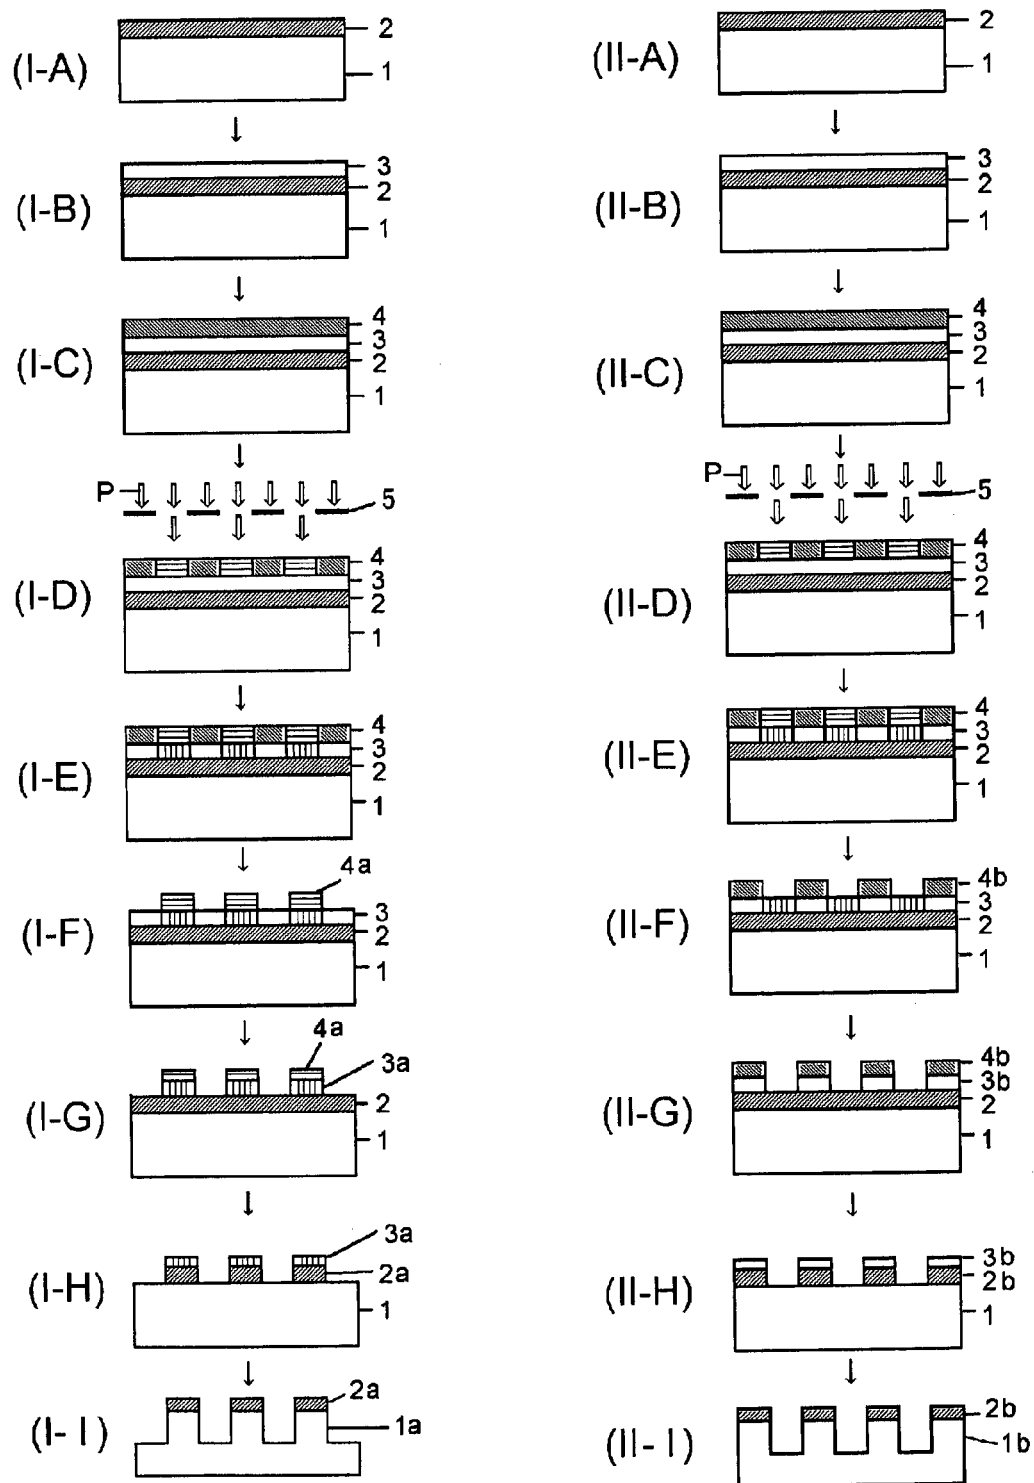 (I-A)
2
1
(I-B)
3
2
1
(I-C)
4
3
2
1
P
5
(I-D)
4
3
2
1
(I-E)
4
3
2
1
(I-F)
4a
3
2
1
(I-G)
4a
3a
2
1
(I-H)
3a
2a
1
(I-I)
2a
1a
(II-A)
2
1
(II-B)
3
2
1
(II-C)
4
3
2
1
P
5
(II-D)
4
3
2
1
(II-E)
4
3
2
1
(II-F)
4b
3
2
1
(II-G)
4b
3b
2
1
(II-H)
3b
2b
1
(II-I)
2b
1b